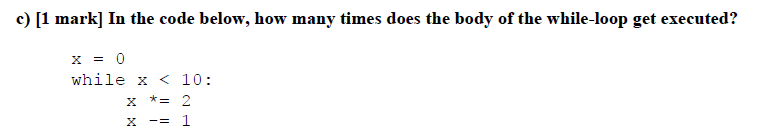 c) [1 mark] In the code below, how many times does the body of the while-loop get executed?
x = 0
while x < 10:
x *= 2
x -= 1